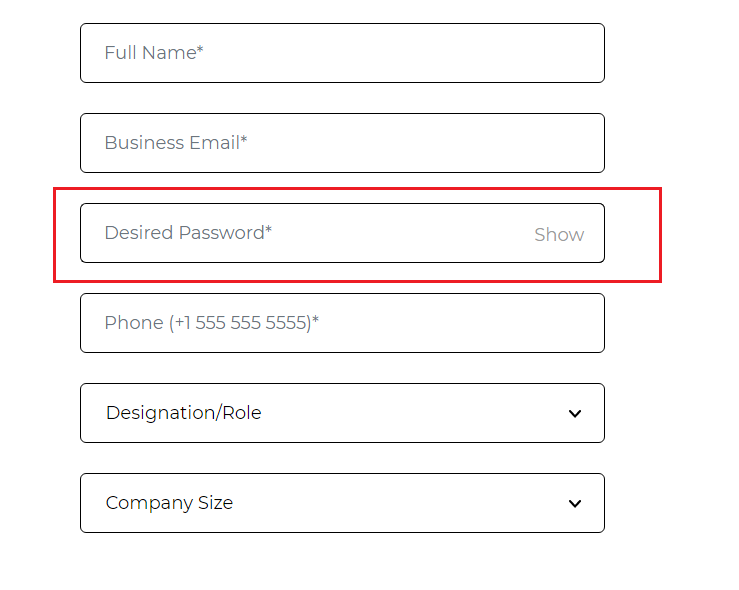 Full Name*
Business Email*
Desired Password* Show
Phone (+1 555 555 5555)*
Designation/Role
Company Size